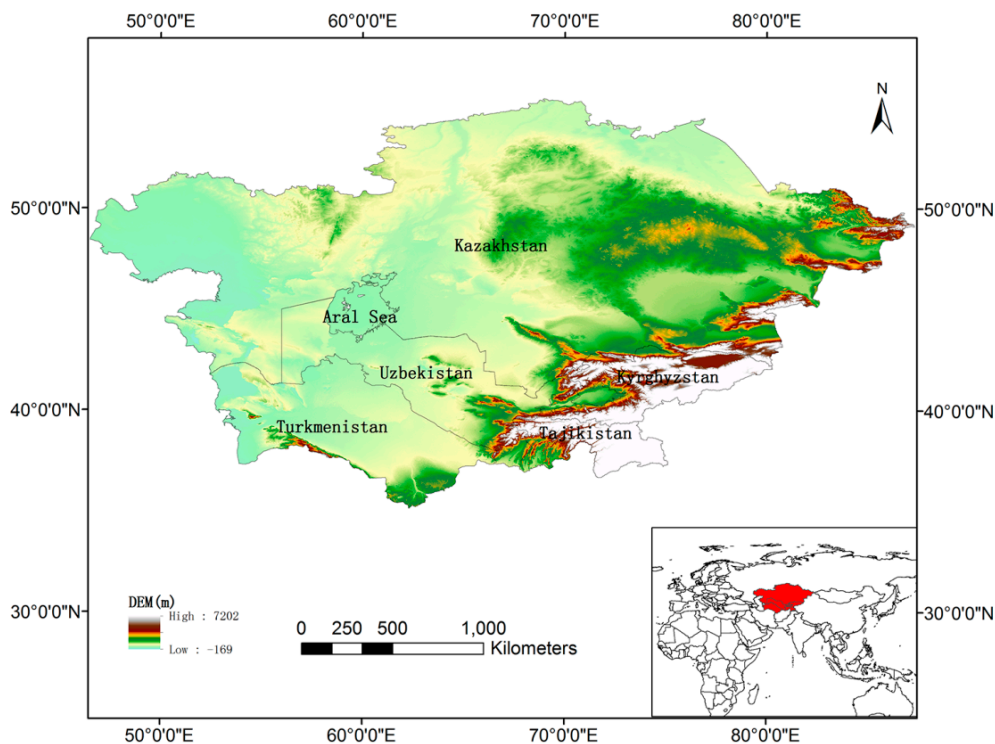 50°0'0"E 60°0'0"E 70°0'0"E 80°0'0"E
N
50°0'0"N 50°0'0"N
Kazakhstan
Aral Sea
Uzbekistan
Kyrghyzstan
40°0'0"N 40°0'0"N
Turkmenistan
Tajikistan
30°0'0"N 30°0'0"N
DEM(m)
High : 7202
Low : -169
0 250 500 1,000
Kilometers
50°0'0"E 60°0'0"E 70°0'0"E 80°0'0"E